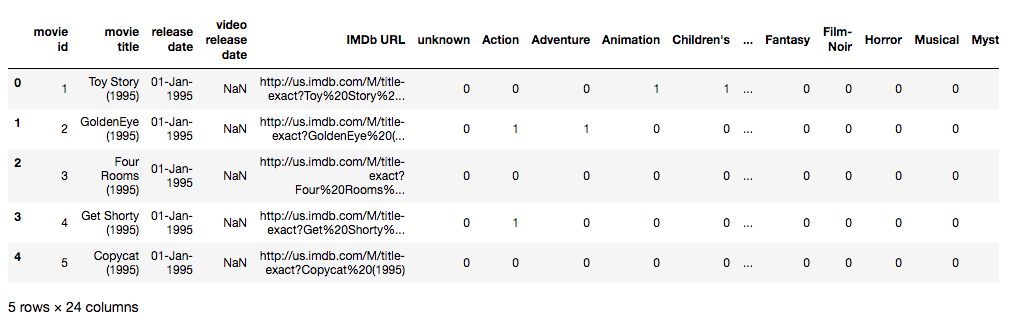 movie id movie title release date video release date IMDb URL unknown Action Adventure Animation Children's ... Fantasy Film-Noir Horror Musical Myst
0 1 Toy Story (1995) 01-Jan-1995 NaN http://us.imdb.com/M/title-exact?Toy%20Story%2... 0 0 0 1 1 ... 0 0 0 0
1 2 GoldenEye (1995) 01-Jan-1995 NaN http://us.imdb.com/M/title-exact?GoldenEye%20(... 0 1 1 0 0 ... 0 0 0 0
2 3 Four Rooms (1995) 01-Jan-1995 NaN http://us.imdb.com/M/title-exact?Four%20Rooms%... 0 0 0 0 0 ... 0 0 0 0
3 4 Get Shorty (1995) 01-Jan-1995 NaN http://us.imdb.com/M/title-exact?Get%20Shorty%... 0 1 0 0 0 ... 0 0 0 0
4 5 Copycat (1995) 01-Jan-1995 NaN http://us.imdb.com/M/title-exact?Copycat%20(1995) 0 0 0 0 0 ... 0 0 0 0
5 rows × 24 columns